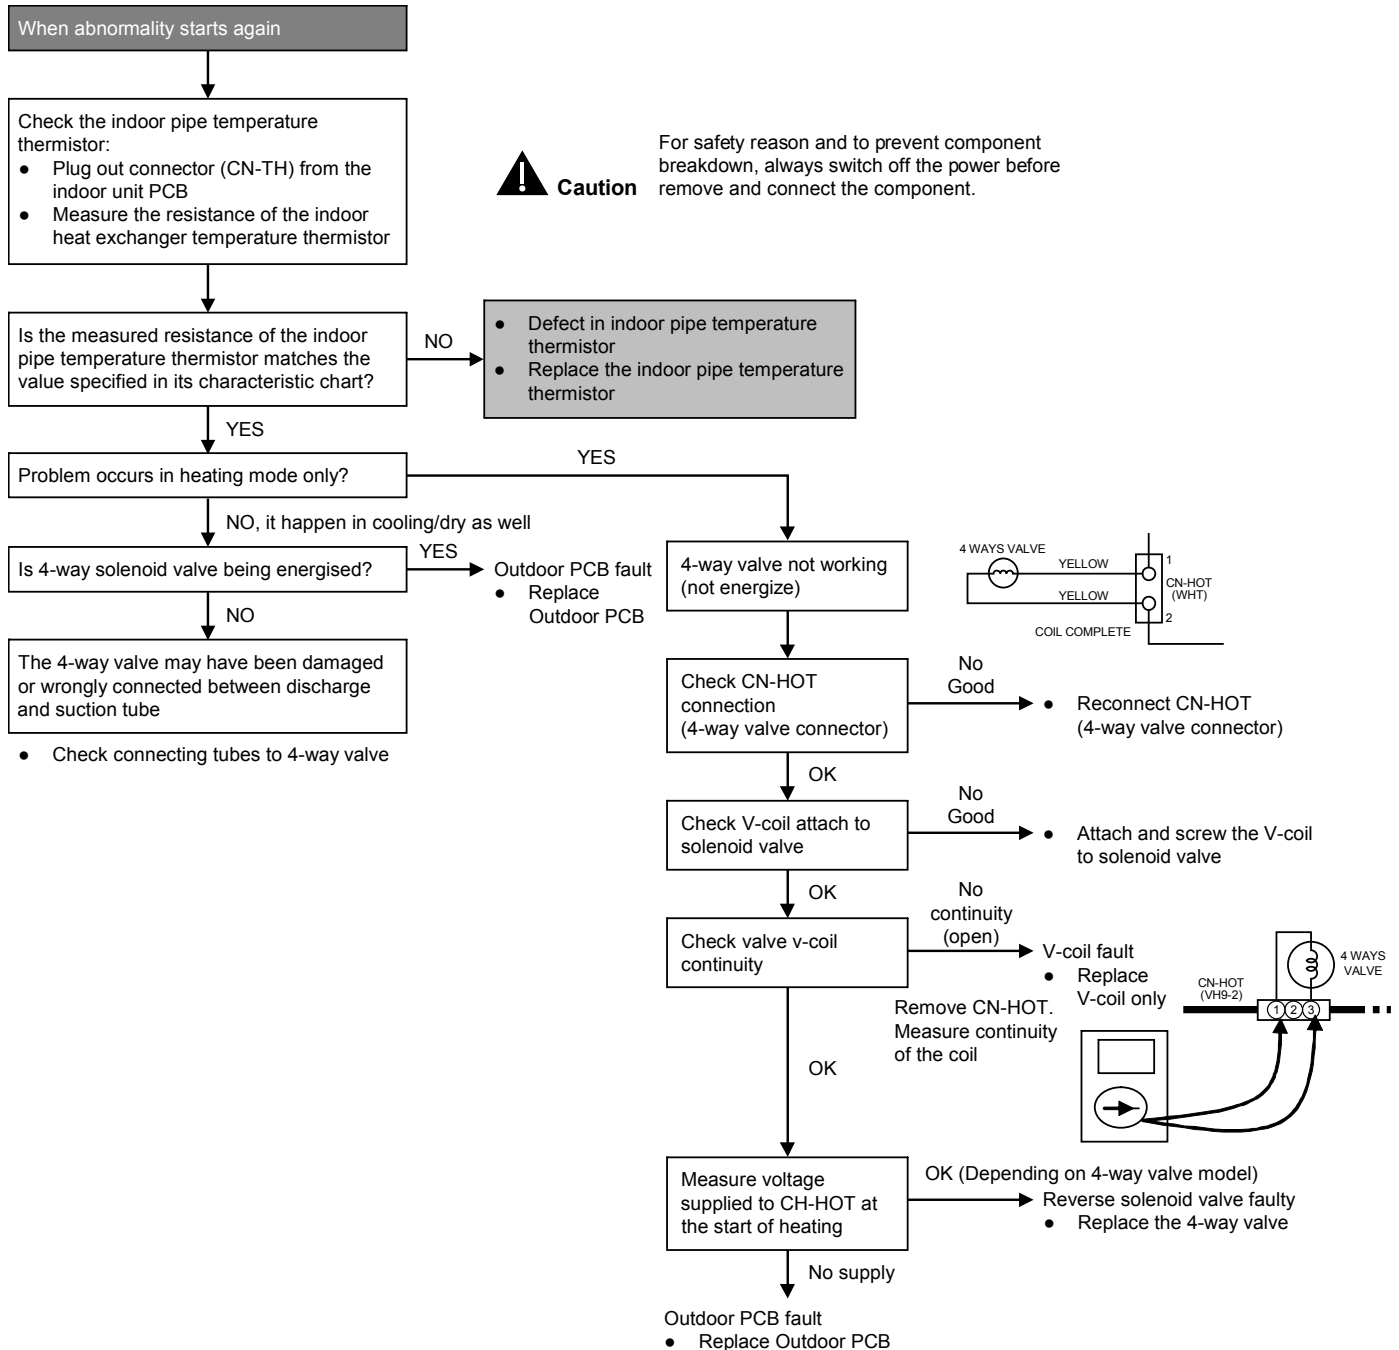 When abnormality starts again
Check the indoor pipe temperature
thermistor:
● Plug out connector (CN-TH) from the
indoor unit PCB
● Measure the resistance of the indoor
heat exchanger temperature thermistor
Caution
For safety reason and to prevent component
breakdown, always switch off the power before
remove and connect the component.
Is the measured resistance of the indoor
pipe temperature thermistor matches the
value specified in its characteristic chart?
NO
● Defect in indoor pipe temperature
thermistor
● Replace the indoor pipe temperature
thermistor
YES
Problem occurs in heating mode only?
YES
NO, it happen in cooling/dry as well
Is 4-way solenoid valve being energised?
YES
Outdoor PCB fault
● Replace
Outdoor PCB
NO
The 4-way valve may have been damaged
or wrongly connected between discharge
and suction tube
● Check connecting tubes to 4-way valve
4-way valve not working
(not energize)
4 WAYS VALVE
YELLOW
YELLOW
1
CN-HOT
(WHT)
2
COIL COMPLETE
Check CN-HOT
connection
(4-way valve connector)
No
Good
● Reconnect CN-HOT
(4-way valve connector)
OK
Check V-coil attach to
solenoid valve
No
Good
● Attach and screw the V-coil
to solenoid valve
OK
Check valve v-coil
continuity
No
continuity
(open)
V-coil fault
● Replace
V-coil only
Remove CN-HOT.
Measure continuity
of the coil
4 WAYS
VALVE
CN-HOT
(VH9-2)
1 2 3
OK
Measure voltage
supplied to CH-HOT at
the start of heating
OK (Depending on 4-way valve model)
Reverse solenoid valve faulty
● Replace the 4-way valve
No supply
Outdoor PCB fault
● Replace Outdoor PCB